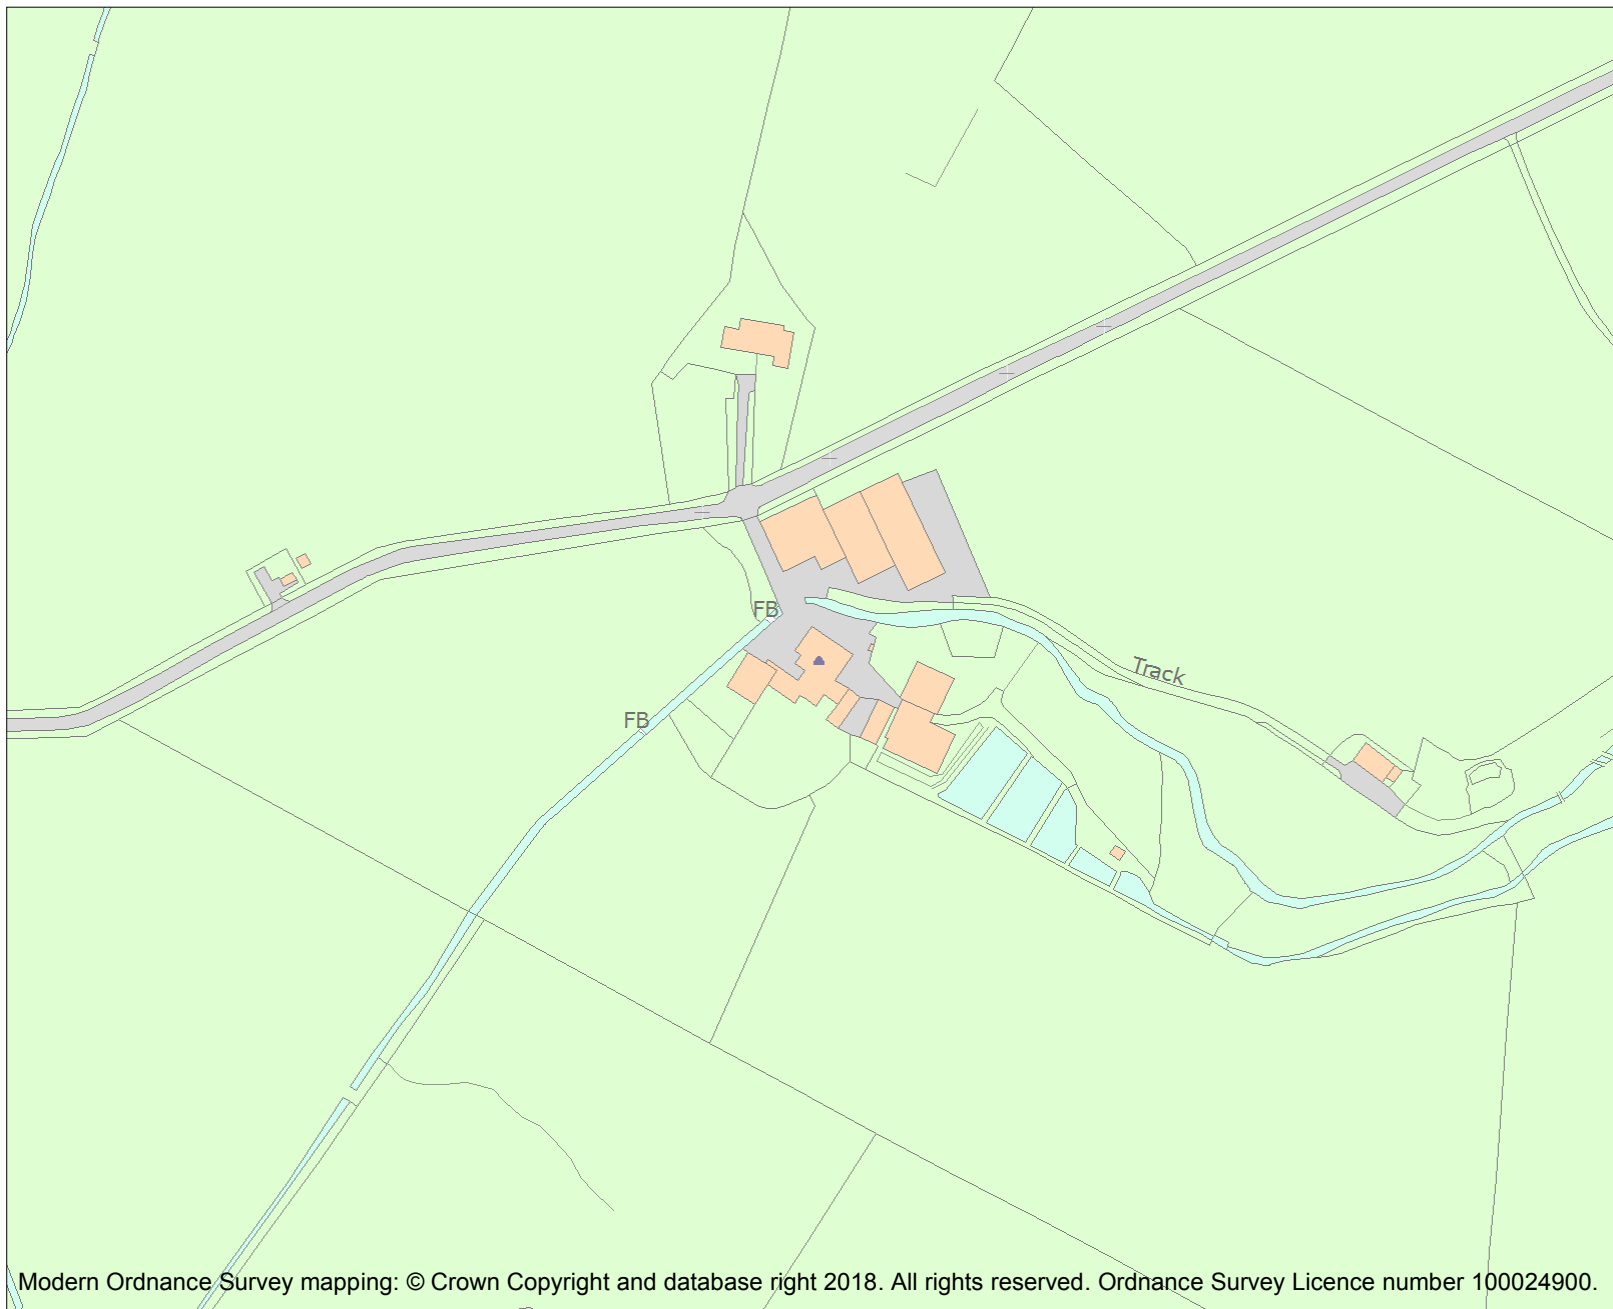 FB
Track
FB
Modern Ordnance Survey mapping: © Crown Copyright and database right 2018. All rights reserved. Ordnance Survey Licence number 100024900.